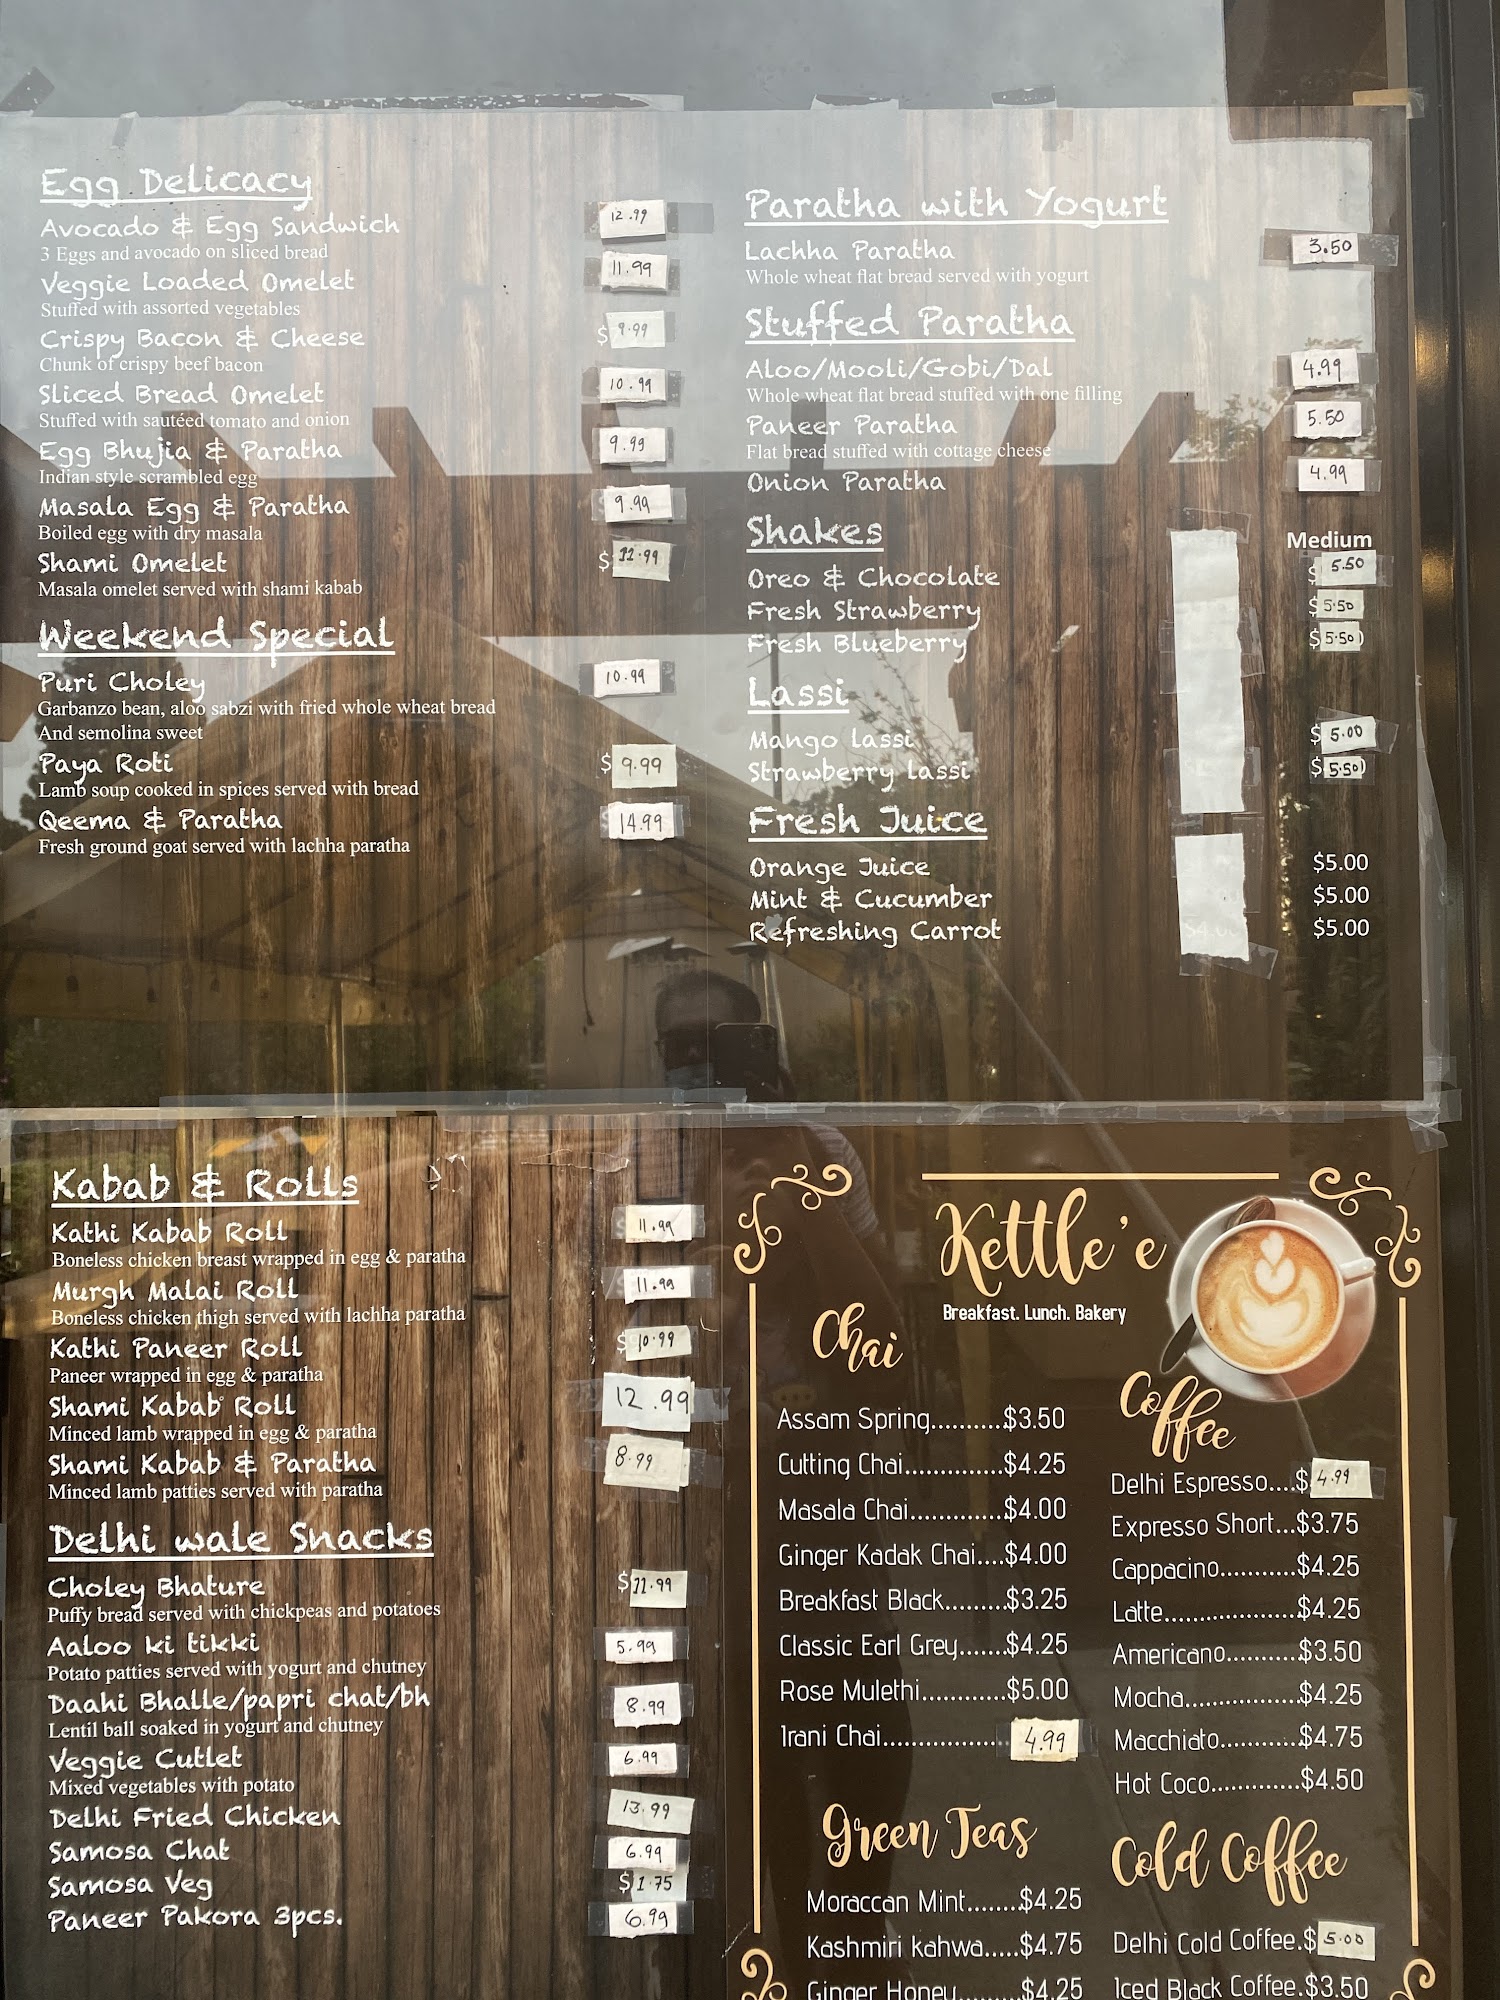 Egg Delicacy
Avocado & Egg Sandwich 12.99
3 Eggs and avocado on sliced bread
Veggie Loaded Omelet 11.99
Stuffed with assorted vegetables
Crispy Bacon & Cheese $9.99
Chunk of crispy beef bacon
Sliced Bread Omelet 10.99
Stuffed with sautéed tomato and onion
Egg Bhujia & Paratha 9.99
Indian style scrambled egg
Masala Egg & Paratha 9.99
Boiled egg with dry masala
Shami Omelet $ 11.99
Masala omelet served with shami kabab
Weekend Special
Puri Choley 10.99
Garbanzo bean, aloo sabzi with fried whole wheat bread
And semolina sweet
Paya Roti $ 9.99
Lamb soup cooked in spices served with bread
Qeema & Paratha 14.99
Fresh ground goat served with lachha paratha
Paratha with Yogurt
Lachha Paratha 3.50
Whole wheat flat bread served with yogurt
Stuffed Paratha
Aloo/Mooli/Gobi/Dal 4.99
Whole wheat flat bread stuffed with one filling
Paneer Paratha 5.50
Flat bread stuffed with cottage cheese
Onion Paratha 4.99
Shakes Medium
Oreo & Chocolate $ 5.50
Fresh Strawberry $5.50
Fresh Blueberry $5.50
Lassi
Mango lassi $ 5.00
Strawberry lassi $5.50
Fresh Juice
Orange Juice $5.00
Mint & Cucumber $5.00
Refreshing Carrot $5.00
Kabab & Rolls
Kathi Kabab Roll 11.99
Boneless chicken breast wrapped in egg & paratha
Murgh Malai Roll 11.99
Boneless chicken thigh served with lachha paratha
Kathi Paneer Roll $10.99
Paneer wrapped in egg & paratha
Shami Kabab Roll 12.99
Minced lamb wrapped in egg & paratha
Shami Kabab & Paratha 8.99
Minced lamb patties served with paratha
Delhi wale Snacks
Choley Bhature $11.99
Puffy bread served with chickpeas and potatoes
Aaloo ki tikki 5.99
Potato patties served with yogurt and chutney
Daahi Bhalle/papri chat/bh 8.99
Lentil ball soaked in yogurt and chutney
Veggie Cutlet 6.99
Mixed vegetables with potato
Delhi Fried Chicken 13.99
Samosa Chat 6.99
Samosa Veg $1.75
Paneer Pakora 3pcs. 6.99
Kettle'e
Breakfast. Lunch. Bakery
Chai
Assam Spring..........$3.50
Cutting Chai..............$4.25
Masala Chai.............$4.00
Ginger Kadak Chai....$4.00
Breakfast Black.........$3.25
Classic Earl Grey.......$4.25
Rose Mulethi............$5.00
Irani Chai.................. 4.99
Green Teas
Moraccan Mint.......$4.25
Kashmiri kahwa.....$4.75
Ginger Honey.........$4.25
Coffee
Delhi Espresso....$ 4.99
Expresso Short...$3.75
Cappacino...........$4.25
Latte...................$4.25
Americano..........$3.50
Mocha................$4.25
Macchiato...........$4.75
Hot Coco.............$4.50
Cold Coffee
Delhi Cold Coffee.$ 5.00
Iced Black Coffee.$3.50